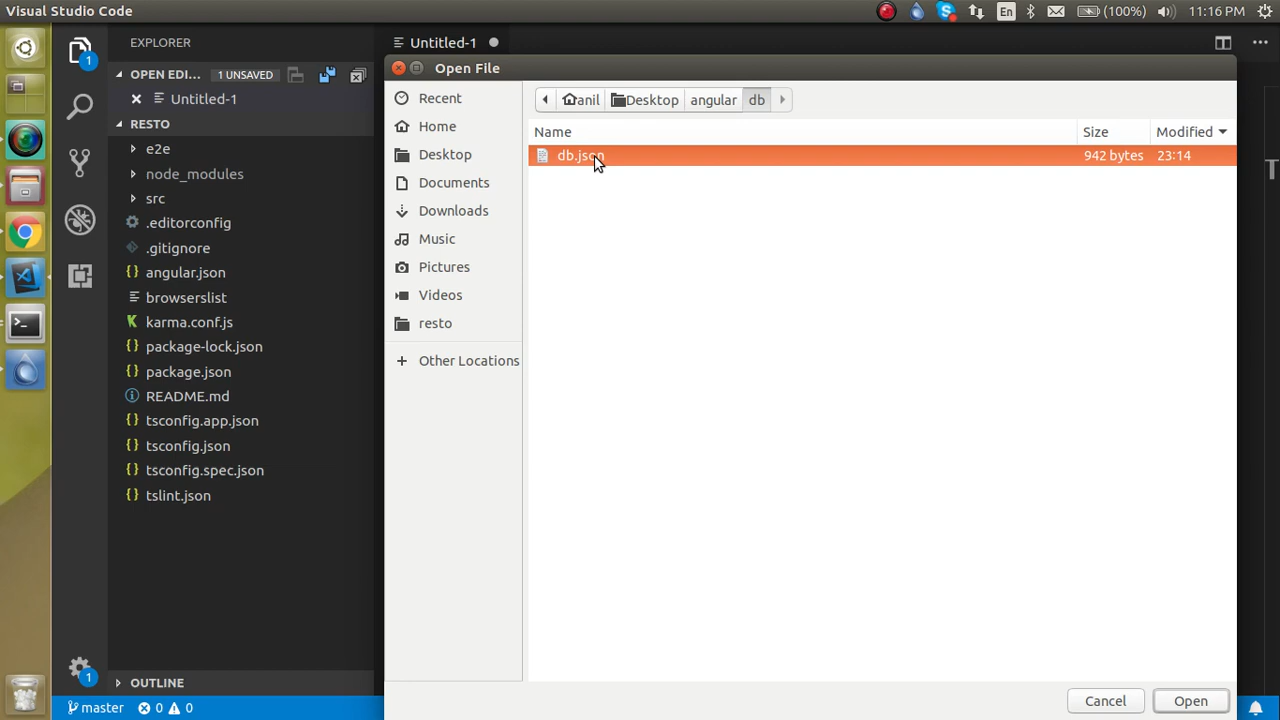 Visual Studio Code
En
(100%)
11:16 PM
EXPLORER
1
OPEN EDI...
1 UNSAVED
Untitled-1
RESTO
e2e
node_modules
src
.editorconfig
.gitignore
angular.json
browserslist
karma.conf.js
package-lock.json
package.json
README.md
tsconfig.app.json
tsconfig.json
tsconfig.spec.json
tslint.json
1
OUTLINE
master
0
0
Untitled-1
Open File
Recent
Home
Desktop
Documents
Downloads
Music
Pictures
Videos
resto
Other Locations
anil
Desktop
angular
db
Name
Size
Modified
db.json
942 bytes
23:14
Cancel
Open